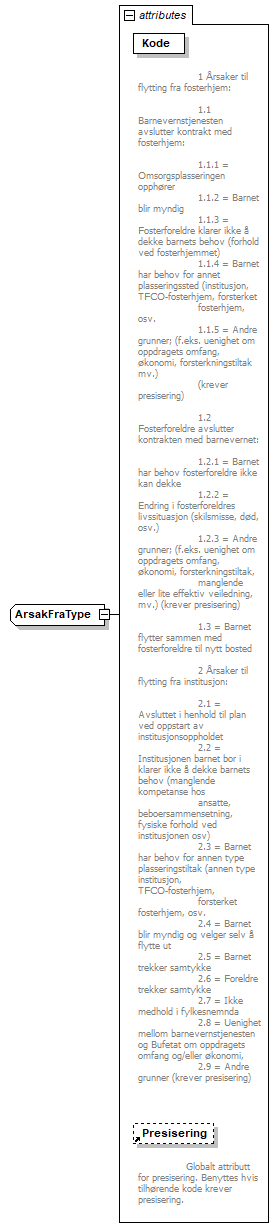 attributes
Kode
1 Årsaker til
flytting fra fosterhjem:
1.1
Barnevernstjenesten
avslutter kontrakt med
fosterhjem:
1.1.1 =
Omsorgsplasseringen
opphører
1.1.2 = Barnet
blir myndig
1.1.3 =
Fosterforeldre klarer ikke å
dekke barnets behov (forhold
ved fosterhjemmet)
1.1.4 = Barnet
har behov for annet
plasseringssted (institusjon,
TFCO-fosterhjem, forsterket
fosterhjem,
osv.
1.1.5 = Andre
grunner; (f.eks. uenighet om
oppdragets omfang,
økonomi, forsterkningstiltak
mv.)
(krever
presisering)
1.2
Fosterforeldre avslutter
kontrakten med barnevernet:
1.2.1 = Barnet
har behov fosterforeldre ikke
kan dekke
1.2.2 =
Endring i fosterforeldres
livssituasjon (skilsmisse, død,
osv.)
1.2.3 = Andre
grunner; (f.eks. uenighet om
oppdragets omfang,
økonomi, forsterkningstiltak,
manglende
eller lite effektiv veiledning,
mv.) (krever presisering)
ArsakFraType
1.3 = Barnet
flytter sammen med
fosterforeldre til nytt bosted
2 Årsaker til
flytting fra institusjon:
2.1 =
Avsluttet i henhold til plan
ved oppstart av
institusjonsoppholdet
2.2 =
Institusjonen barnet bor i
klarer ikke å dekke barnets
behov (manglende
kompetanse hos
ansatte,
beboersammensetning,
fysiske forhold ved
institusjonen osv)
2.3 = Barnet
har behov for annen type
plasseringstiltak (annen type
institusjon,
TFCO-fosterhjem,
forsterket
fosterhjem, osv.
2.4 = Barnet
blir myndig og velger selv å
flytte ut
2.5 = Barnet
trekker samtykke
2.6 = Foreldre
trekker samtykke
2.7 = Ikke
medhold i fylkesnemnda
2.8 = Uenighet
mellom barnevernstjenesten
og Bufetat om oppdragets
omfang og/eller økonomi,
2.9 = Andre
grunner (krever presisering)
Presisering
Globalt attributt
for presisering. Benyttes hvis
tilhørende kode krever
presisering.